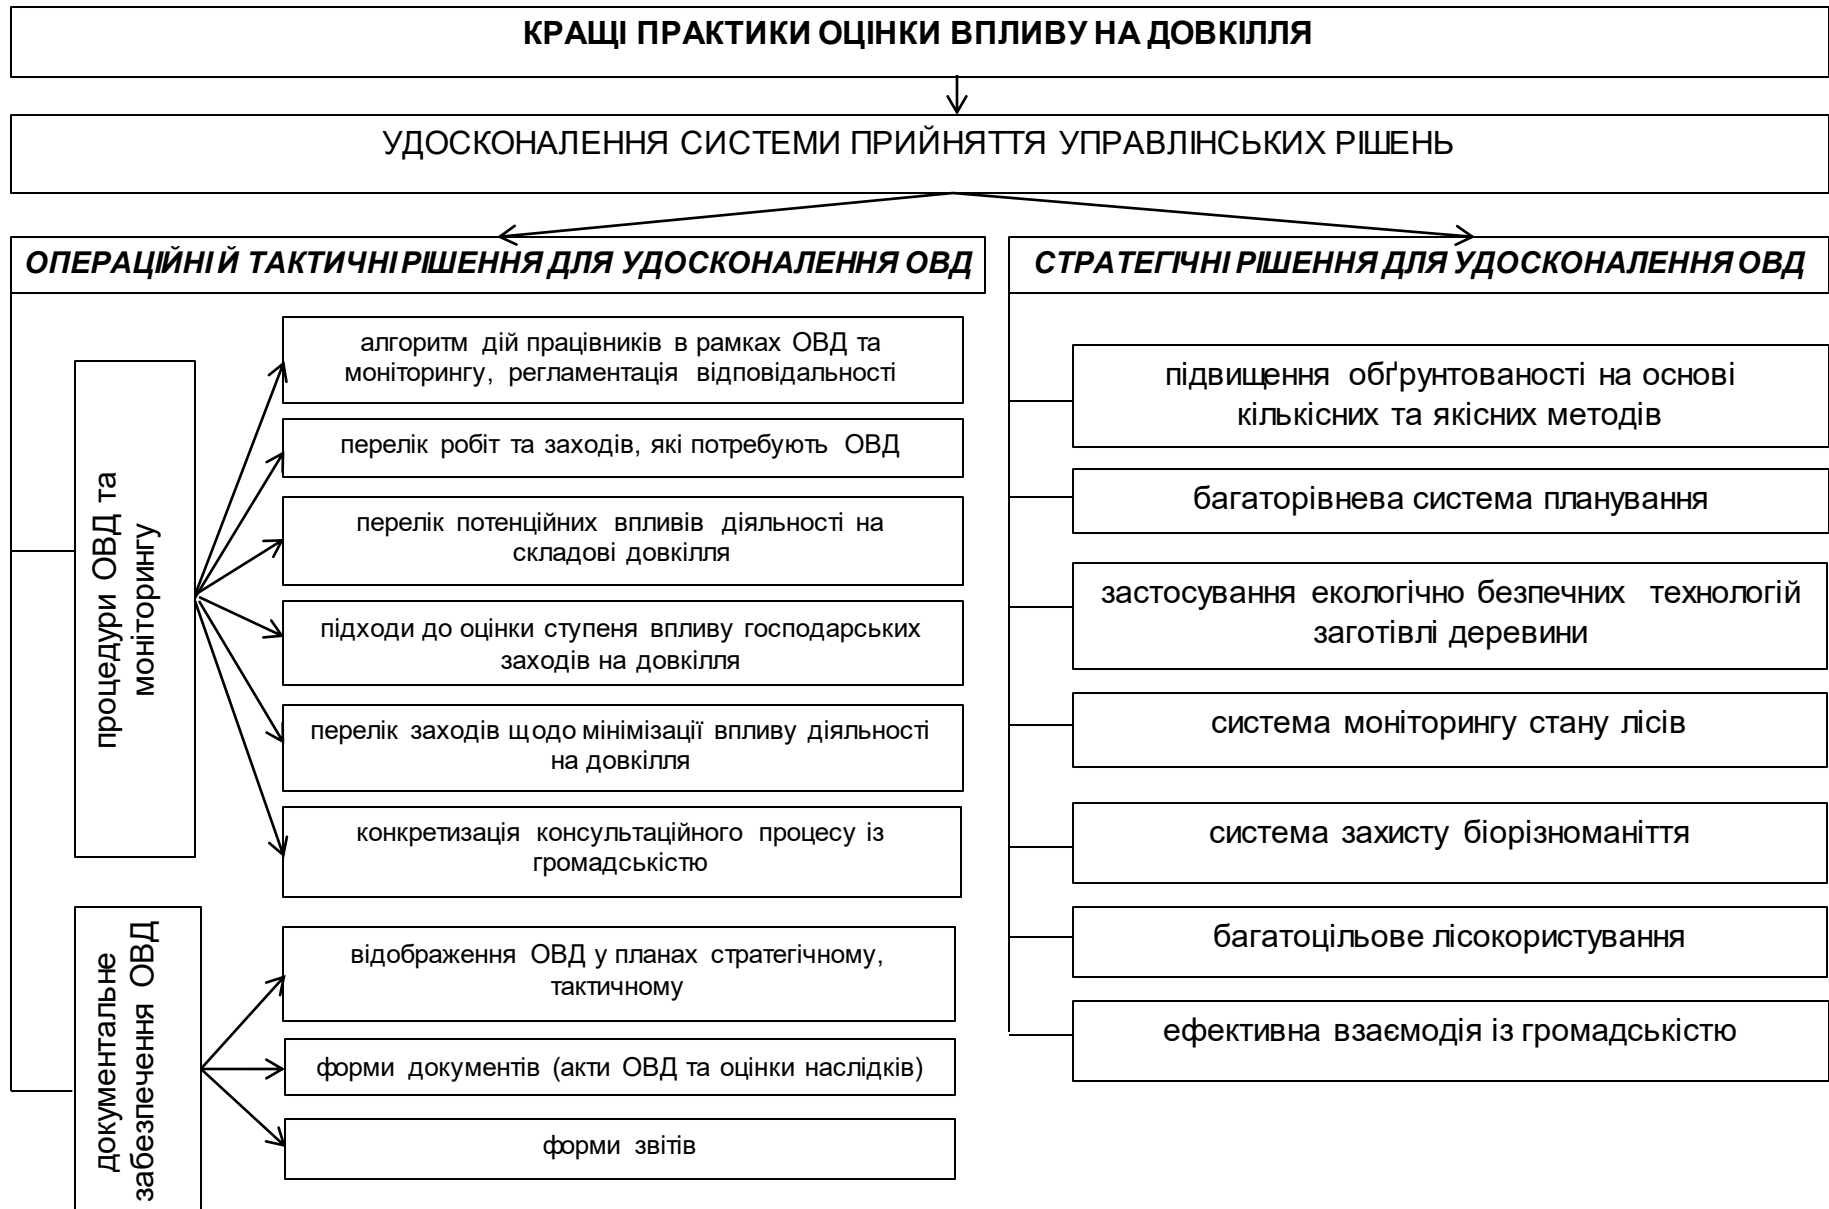 КРАЩІ ПРАКТИКИ ОЦІНКИ ВПЛИВУ НА ДОВКІЛЛЯ
УДОСКОНАЛЕННЯ СИСТЕМИ ПРИЙНЯТТЯ УПРАВЛІНСЬКИХ РІШЕНЬ
ОПЕРАЦІЙНІ Й ТАКТИЧНІ РІШЕННЯ ДЛЯ УДОСКОНАЛЕННЯ ОВД
процедури ОВД та
моніторингу
алгоритм дій працівників в рамках ОВД та
моніторингу, регламентація відповідальності
перелік робіт та заходів, які потребують ОВД
перелік потенційних впливів діяльності на
складові довкілля
підходи до оцінки ступеня впливу господарських
заходів на довкілля
перелік заходів щодо мінімізації впливу діяльності
на довкілля
конкретизація консультаційного процесу із
громадськістю
документальне
забезпечення ОВД
відображення ОВД у планах стратегічному,
тактичному
форми документів (акти ОВД та оцінки наслідків)
форми звітів
СТРАТЕГІЧНІ РІШЕННЯ ДЛЯ УДОСКОНАЛЕННЯ ОВД
підвищення обґрунтованості на основі
кількісних та якісних методів
багаторівнева система планування
застосування екологічно безпечних технологій
заготівлі деревини
система моніторингу стану лісів
система захисту біорізноманіття
багатоцільове лісокористування
ефективна взаємодія із громадськістю